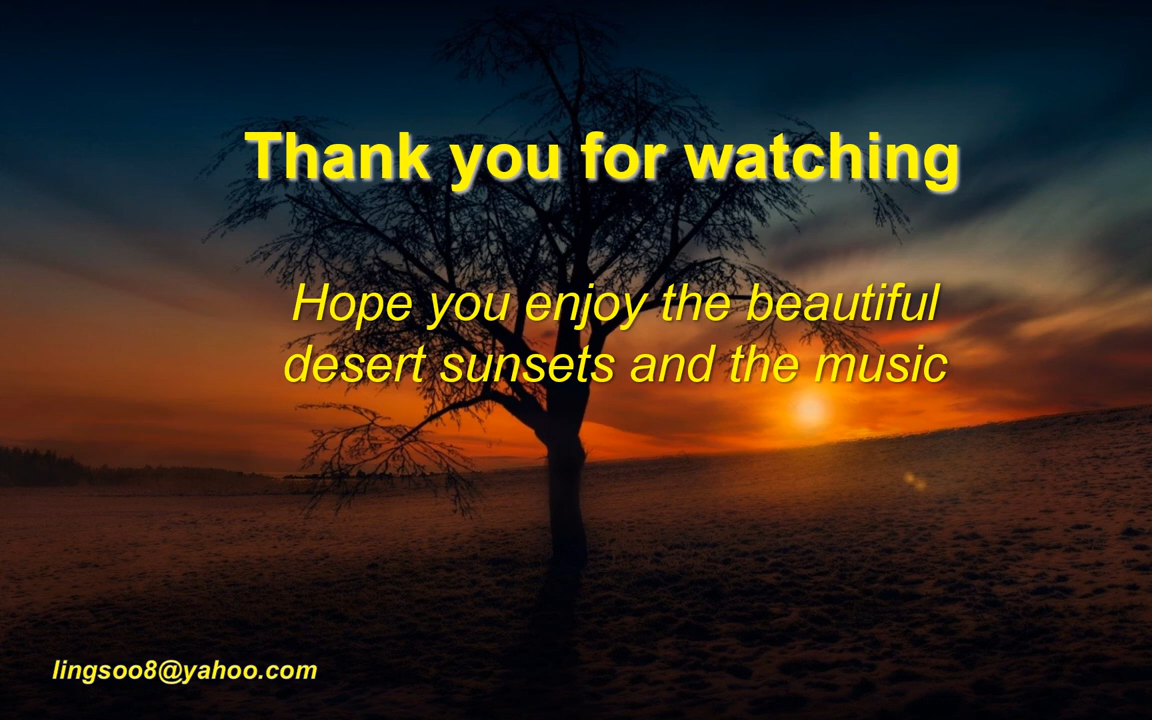 Thank you for watching
Hope you enjoy the beautiful
desert sunsets and the music
lingsoo8@yahoo.com